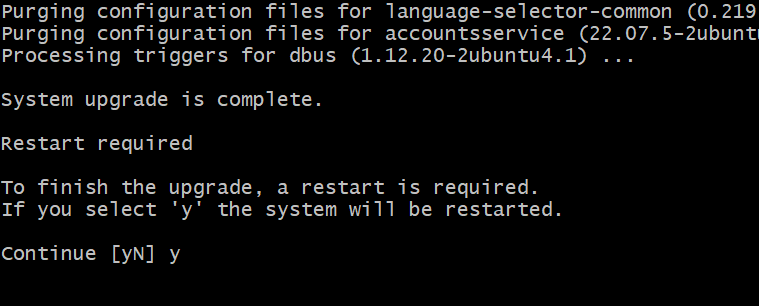 Purging configuration files for language-selector-common (0.219
Purging configuration files for accountsservice (22.07.5-2ubunt
Processing triggers for dbus (1.12.20-2ubuntu4.1) ...
System upgrade is complete.
Restart required
To finish the upgrade, a restart is required.
If you select 'y' the system will be restarted.
Continue [yN] y